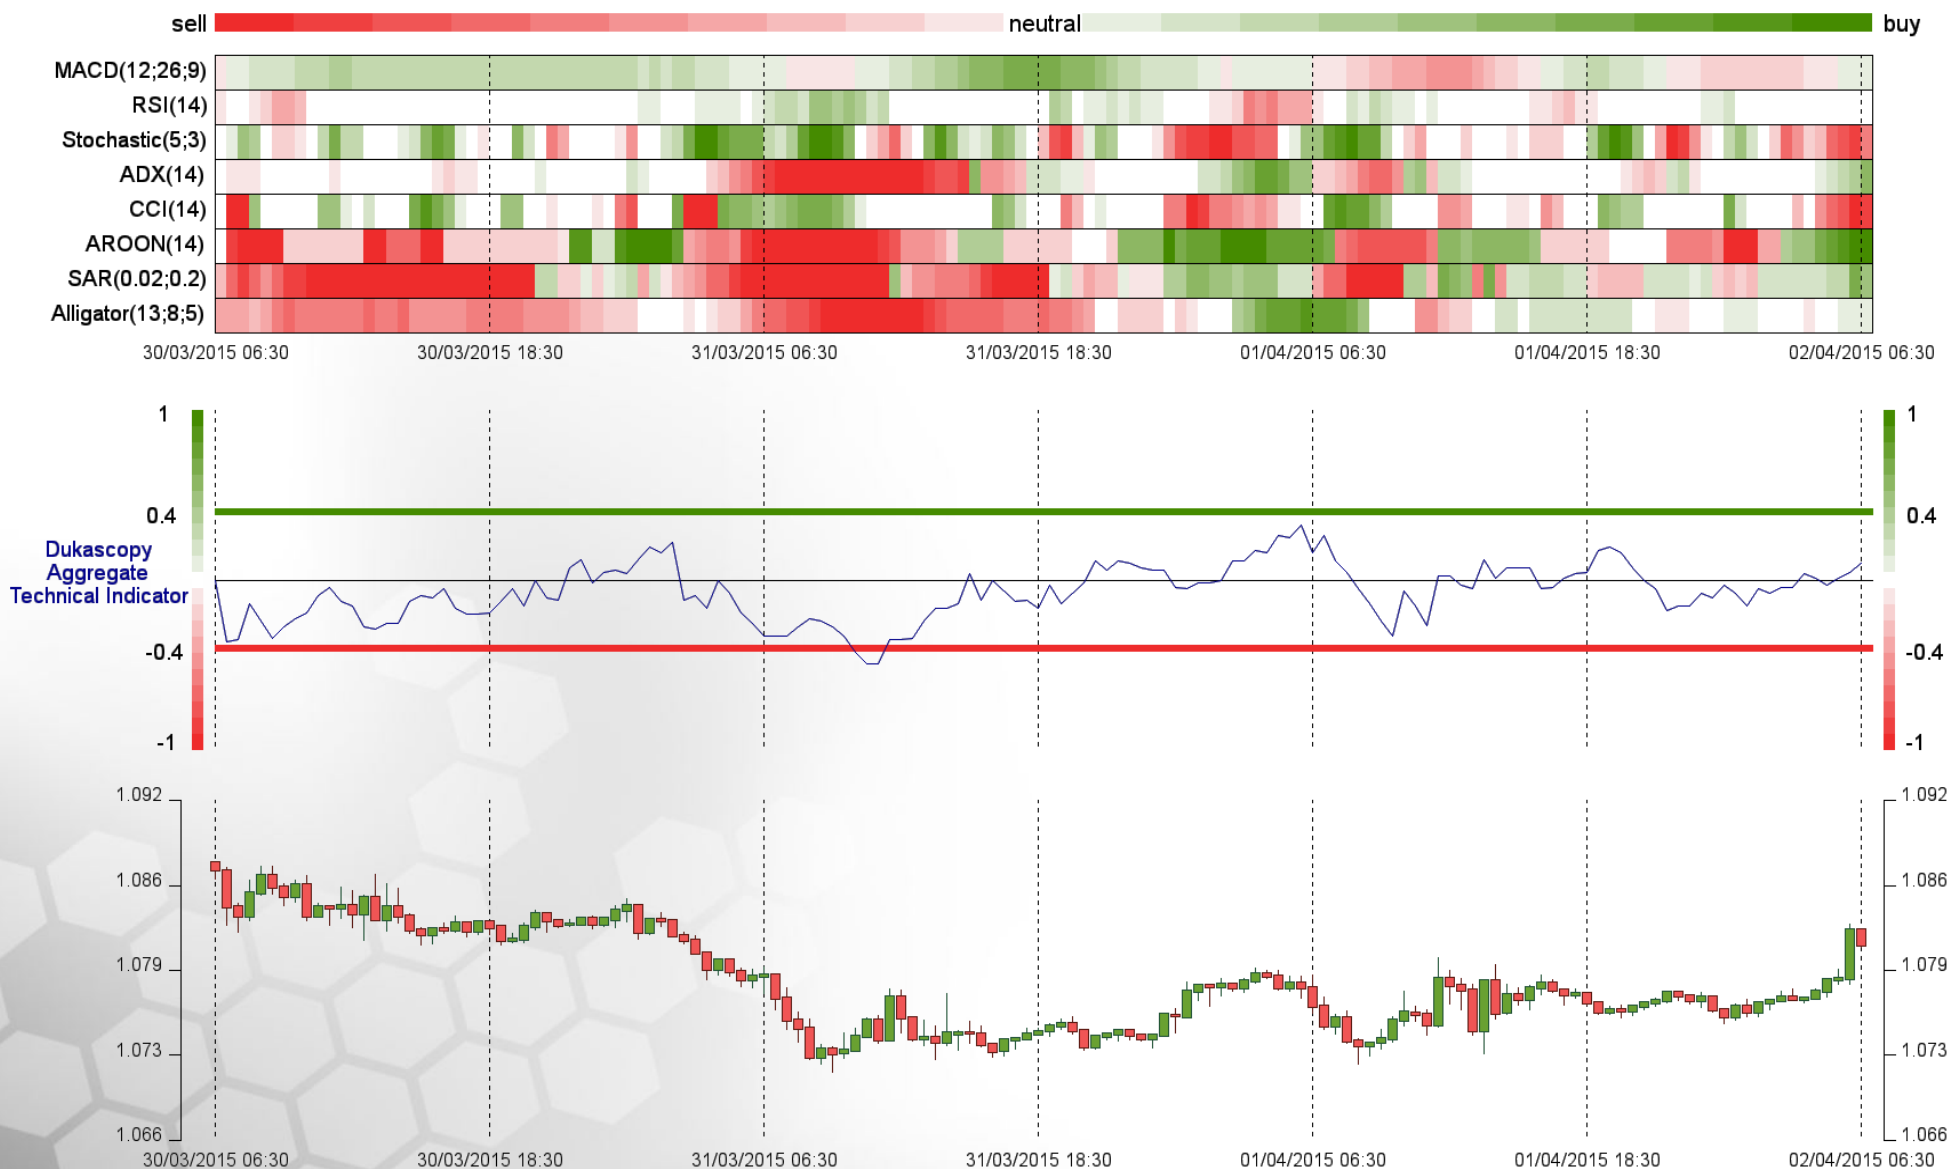 sell neutral buy
MACD(12;26;9)
RSI(14)
Stochastic(5;3)
ADX(14)
CCI(14)
AROON(14)
SAR(0.02;0.2)
Alligator(13;8;5)
30/03/2015 06:30 30/03/2015 18:30 31/03/2015 06:30 31/03/2015 18:30 01/04/2015 06:30 01/04/2015 18:30 02/04/2015 06:30
1 1
0.4 0.4
Dukascopy
Aggregate
Technical Indicator
-0.4 -0.4
-1 -1
1.092 1.092
1.086 1.086
1.079 1.079
1.073 1.073
1.066 1.066
30/03/2015 06:30 30/03/2015 18:30 31/03/2015 06:30 31/03/2015 18:30 01/04/2015 06:30 01/04/2015 18:30 02/04/2015 06:30